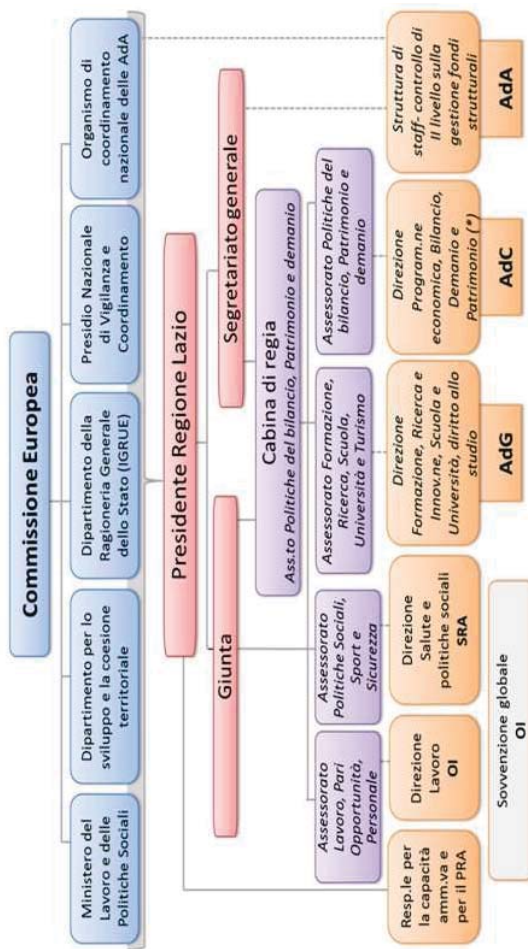 Commissione Europea
Ministero del
Lavoro e delle
Politiche Sociali
Dipartimento per lo
sviluppo e la coesione
territoriale
Dipartimento della
Ragioneria Generale
dello Stato (IGRUE)
Presidio Nazionale
di Vigilanza e
Coordinamento
Organismo di
coordinamento
nazionale delle AdA
Presidente Regione Lazio
Giunta
Segretariato generale
Cabina di regia
Ass.to Politiche del bilancio, Patrimonio e demanio
Assessorato
Lavoro, Pari
Opportunità,
Personale
Assessorato
Politiche Sociali,
Sport e
Sicurezza
Assessorato Formazione,
Ricerca, Scuola,
Università e Turismo
Assessorato Politiche del
bilancio, Patrimonio e
demanio
Resp.le per
la capacità
amm.va e
per il PRA
Direzione
Lavoro
OI
Direzione
Salute e
politiche sociali
SRA
Direzione
Formazione, Ricerca e
Innov.ne, Scuola e
Università, diritto allo
studio
Direzione
Program.ne
economica, Bilancio,
Demanio e
Patrimonio (*)
Struttura di
staff- controllo di
II livello sulla
gestione fondi
strutturali
AdG
AdC
AdA
Sovvenzione globale
OI